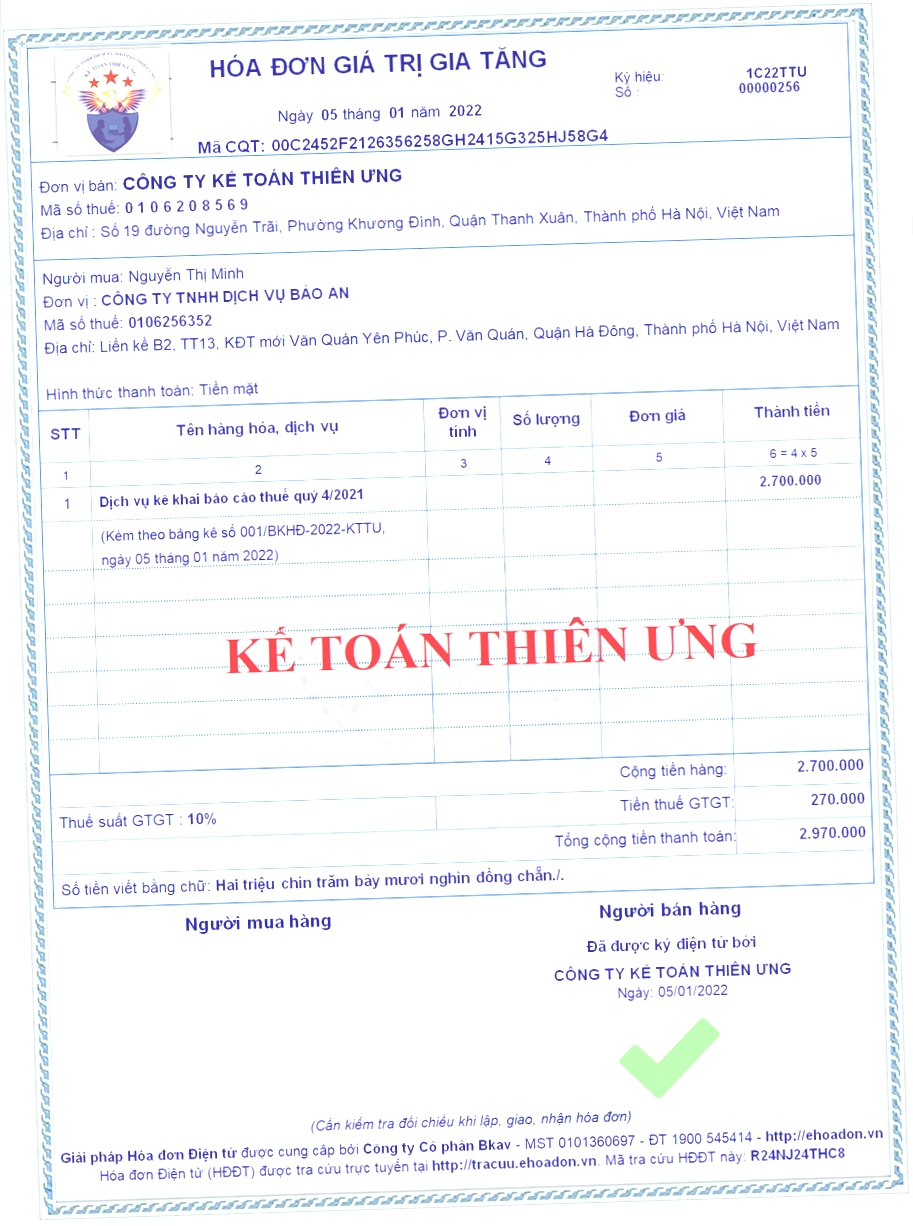 HÓA ĐƠN GIÁ TRỊ GIA TĂNG
Ký hiệu: 1C22TTU
Số : 00000256
Ngày 05 tháng 01 năm 2022
Mã CQT: 00C2452F2126356258GH2415G325HJ58G4
KẾ TOÁN THIÊN ƯNG
Đơn vị bán: CÔNG TY KẾ TOÁN THIÊN ƯNG
Mã số thuế: 0 1 0 6 2 0 8 5 6 9
Địa chỉ : Số 19 đường Nguyễn Trãi, Phường Khương Đình, Quận Thanh Xuân, Thành phố Hà Nội, Việt Nam
Người mua: Nguyễn Thị Minh
Đơn vị : CÔNG TY TNHH DỊCH VỤ BẢO AN
Mã số thuế: 0106256352
Địa chỉ: Liền kề B2, TT13, KĐT mới Văn Quán Yên Phúc, P. Văn Quán, Quận Hà Đông, Thành phố Hà Nội, Việt Nam
Hình thức thanh toán: Tiền mặt
STT Tên hàng hóa, dịch vụ Đơn vị tính Số lượng Đơn giá Thành tiền
1 2 3 4 5 6 = 4 x 5
1 Dịch vụ kê khai báo cáo thuế quý 4/2021 2.700.000
(Kèm theo bảng kê số 001/BKHĐ-2022-KTTU,
ngày 05 tháng 01 năm 2022)
KẾ TOÁN THIÊN ƯNG
Cộng tiền hàng: 2.700.000
Thuế suất GTGT : 10% Tiền thuế GTGT: 270.000
Tổng cộng tiền thanh toán: 2.970.000
Số tiền viết bằng chữ: Hai triệu chín trăm bảy mươi nghìn đồng chẵn./.
Người mua hàng Người bán hàng
Đã được ký điện tử bởi
CÔNG TY KẾ TOÁN THIÊN ƯNG
Ngày: 05/01/2022
(Cần kiểm tra đối chiếu khi lập, giao, nhận hóa đơn)
Giải pháp Hóa đơn Điện tử được cung cấp bởi Công ty Cổ phần Bkav - MST 0101360697 - ĐT 1900 545414 - http://ehoadon.vn
Hóa đơn Điện tử (HĐĐT) được tra cứu trực tuyến tại http://tracuu.ehoadon.vn. Mã tra cứu HĐĐT này: R24NJ24THC8